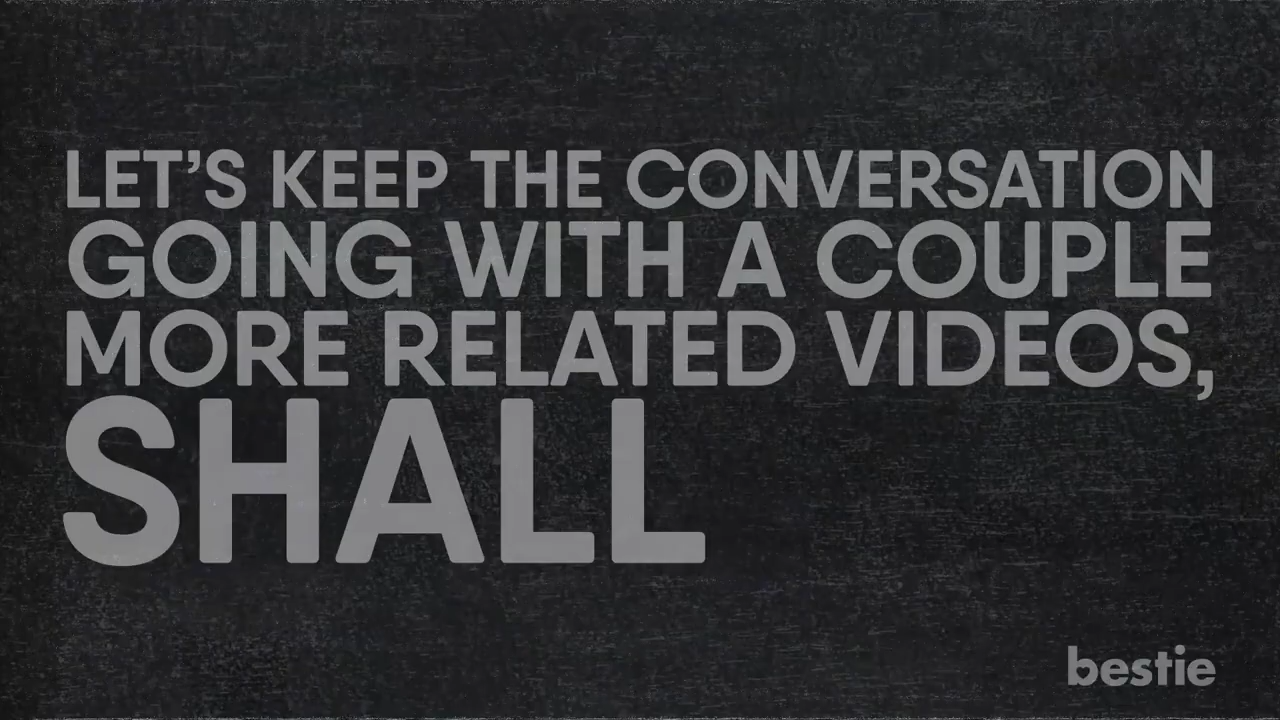 LET’S KEEP THE CONVERSATION
GOING WITH A COUPLE
MORE RELATED VIDEOS,
SHALL
bestie